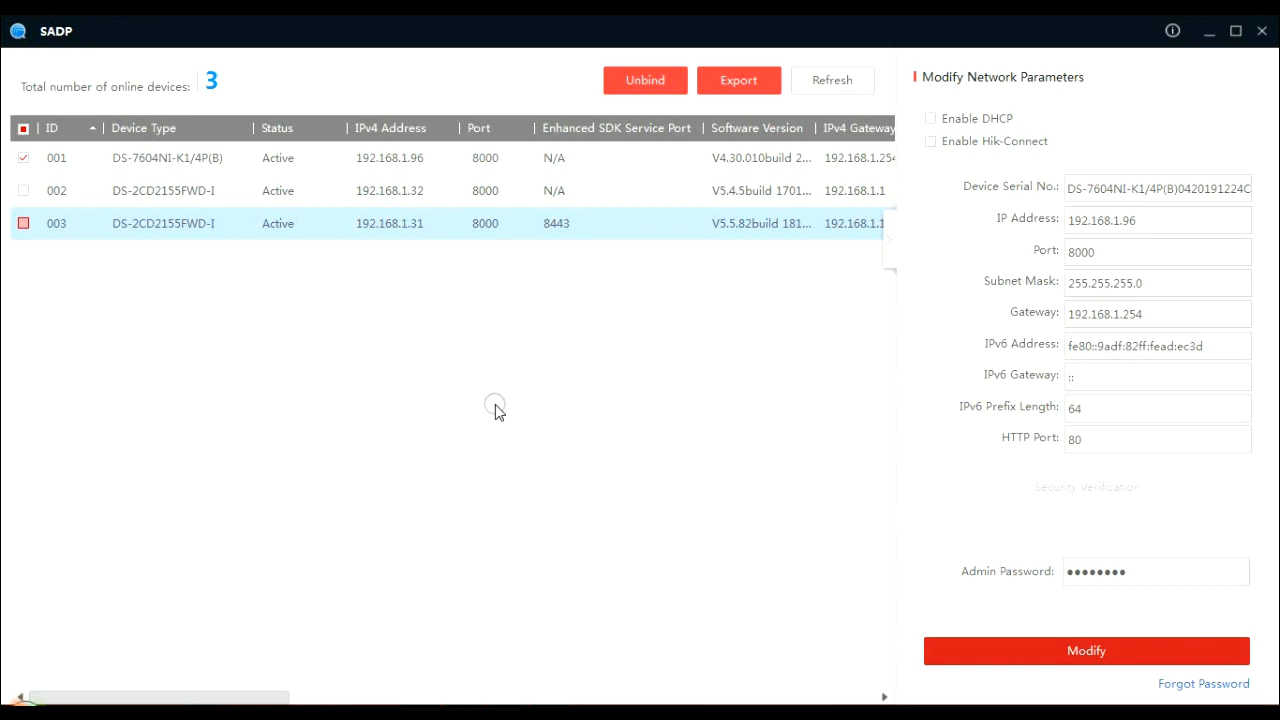 SADP
Total number of online devices: 3
Unbind Export Refresh
ID Device Type Status IPv4 Address Port Enhanced SDK Service Port Software Version IPv4 Gateway
001 DS-7604NI-K1/4P(B) Active 192.168.1.96 8000 N/A V4.30.010build 2... 192.168.1.254
002 DS-2CD2155FWD-I Active 192.168.1.32 8000 N/A V5.4.5build 1701... 192.168.1.1
003 DS-2CD2155FWD-I Active 192.168.1.31 8000 8443 V5.5.82build 181... 192.168.1.1
Modify Network Parameters
Enable DHCP
Enable Hik-Connect
Device Serial No.: DS-7604NI-K1/4P(B)0420191224C
IP Address: 192.168.1.96
Port: 8000
Subnet Mask: 255.255.255.0
Gateway: 192.168.1.254
IPv6 Address: fe80::9adf:82ff:fead:ec3d
IPv6 Gateway: ::
IPv6 Prefix Length: 64
HTTP Port: 80
Security Verification
Admin Password: ●●●●●●●●
Modify
Forgot Password